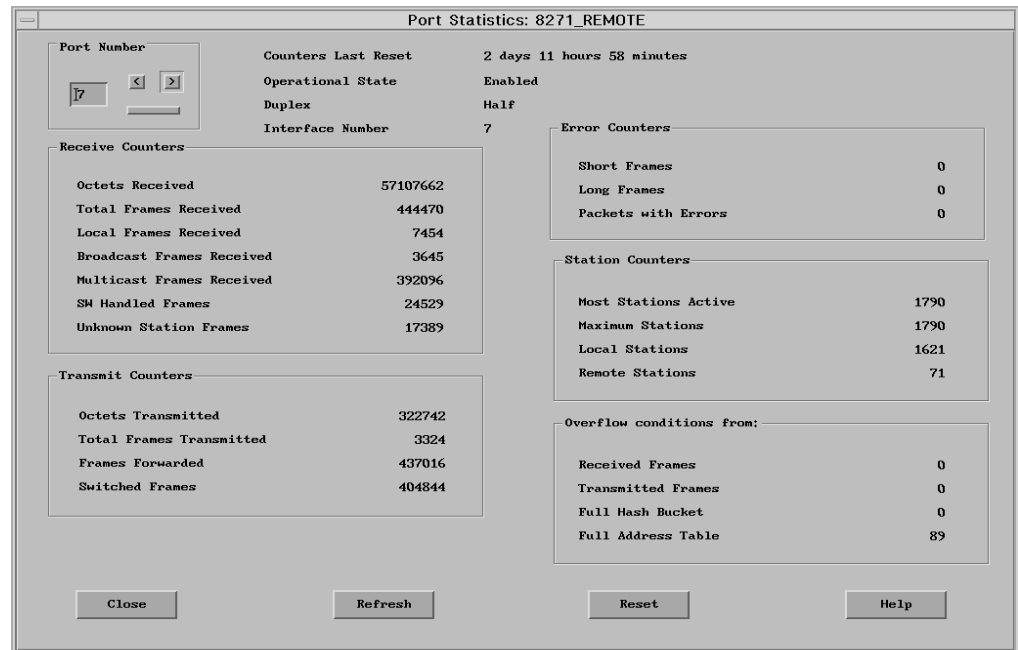 Port Statistics: 8271_REMOTE
Port Number
7
< >
Counters Last Reset 2 days 11 hours 58 minutes
Operational State Enabled
Duplex Half
Interface Number 7
Receive Counters
Octets Received 57107662
Total Frames Received 444470
Local Frames Received 7454
Broadcast Frames Received 3645
Multicast Frames Received 392096
SW Handled Frames 24529
Unknown Station Frames 17389
Transmit Counters
Octets Transmitted 322742
Total Frames Transmitted 3324
Frames Forwarded 437016
Switched Frames 404844
Error Counters
Short Frames 0
Long Frames 0
Packets with Errors 0
Station Counters
Most Stations Active 1790
Maximum Stations 1790
Local Stations 1621
Remote Stations 71
Overflow conditions from:
Received Frames 0
Transmitted Frames 0
Full Hash Bucket 0
Full Address Table 89
Close Refresh Reset Help